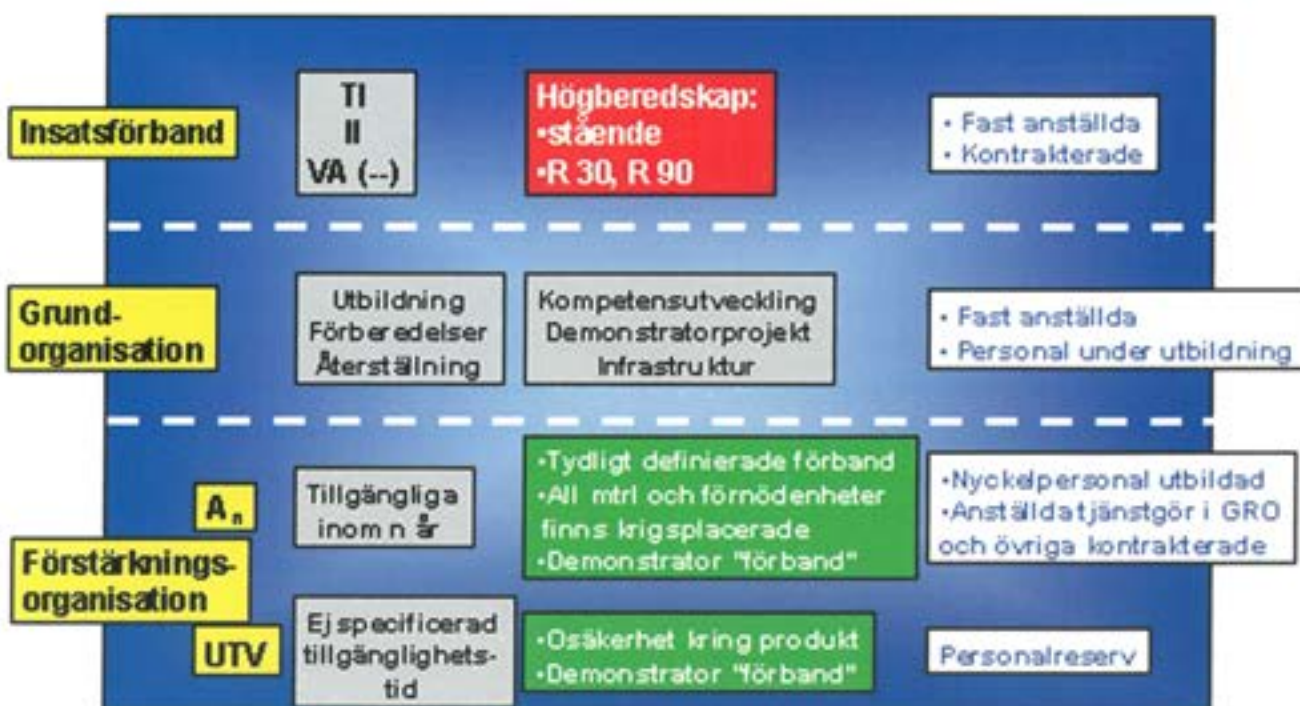 Insatsförband
TI
II
VA (--)
Högberedskap:
•stående
•R 30, R 90
• Fast anställda
• Kontrakterade
Grund-
organisation
Utbildning
Förberedelser
Återställning
Kompetensutveckling
Demonstratorprojekt
Infrastruktur
• Fast anställda
• Personal under utbildning
Förstärknings-
organisation
An
Tillgängliga
inom n år
•Tydligt definierade förband
•All mtrl och förnödenheter
finns krigsplacerade
•Demonstrator "förband"
•Nyckelpersonal utbildad
•Anställda tjänstgör i GRO
och övriga kontrakterade
UTV
Ej specificerad
tillgänglighets-
tid
•Osäkerhet kring produkt
•Demonstrator "förband"
Personalreserv